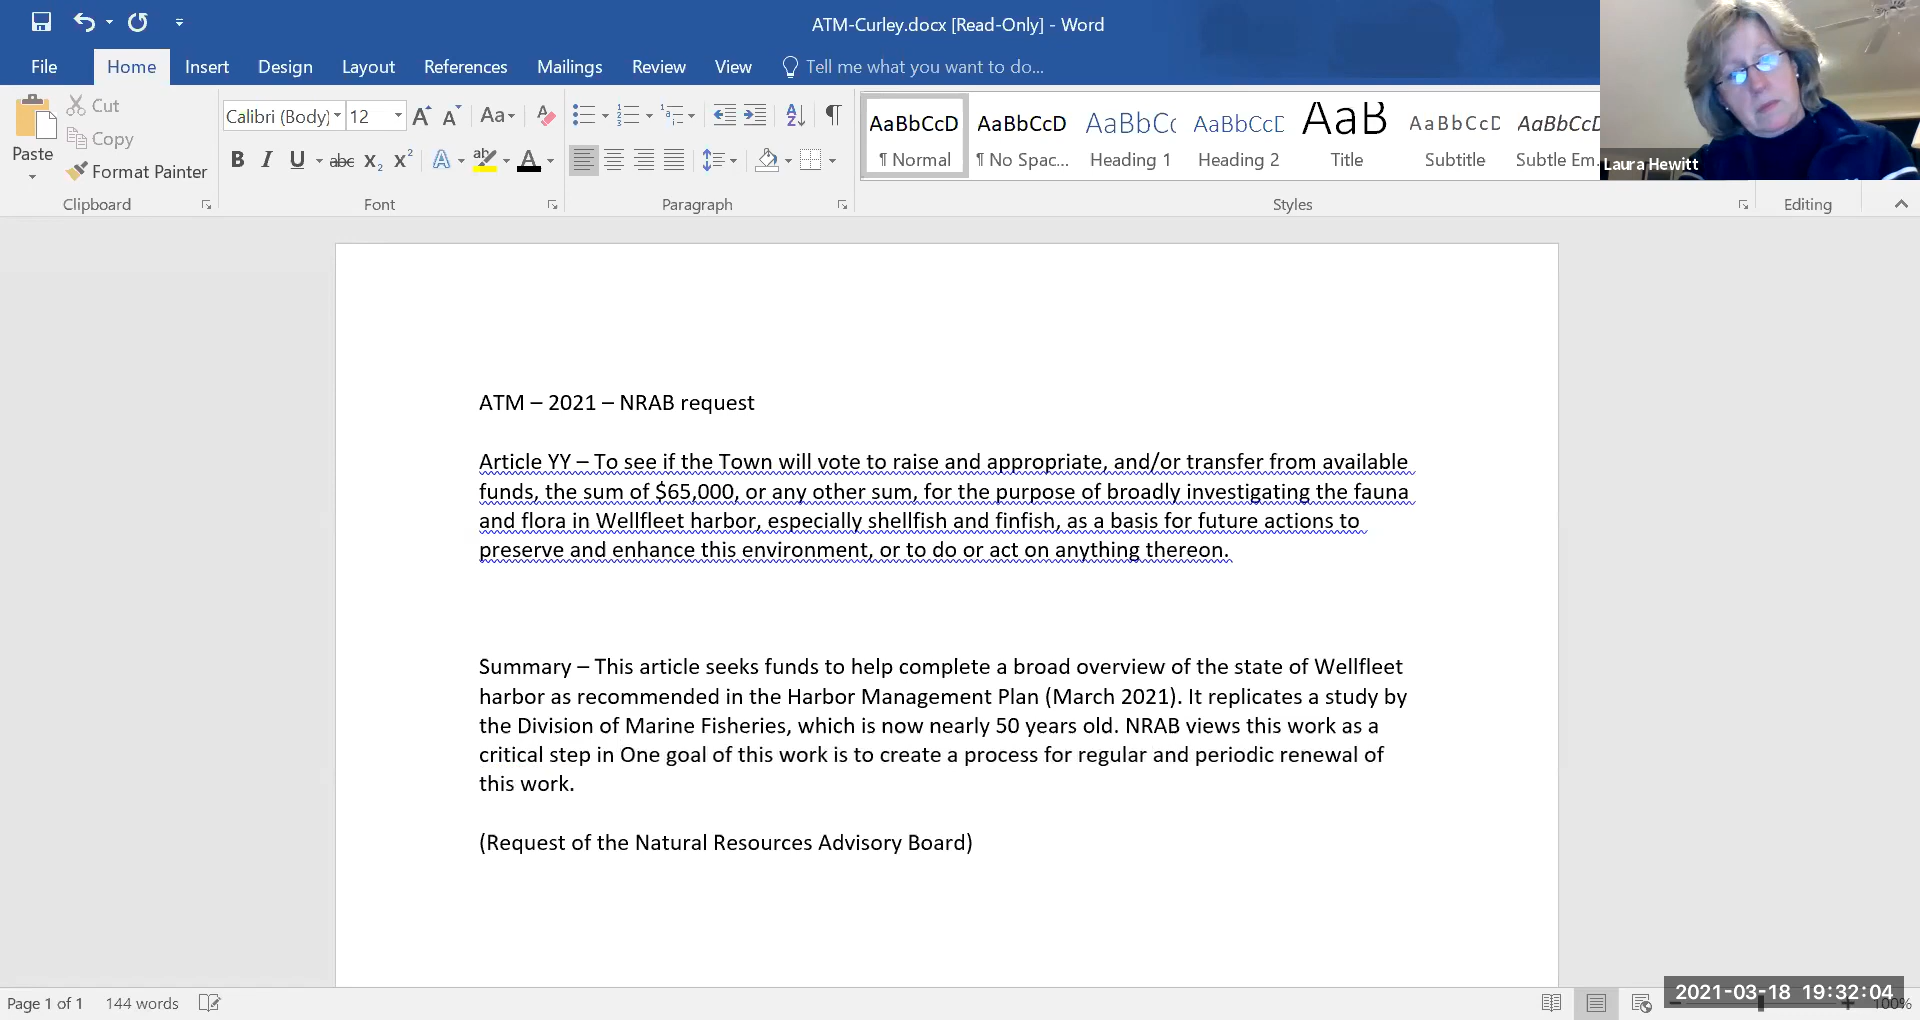 ATM-Curley.docx [Read-Only] - Word
File Home Insert Design Layout References Mailings Review View Tell me what you want to do...
Cut
Copy
Format Painter
Paste
Calibri (Body) 12
Clipboard Font Paragraph Styles Editing
AaBbCcD AaBbCcD AaBbCc AaBbCcD AaB AaBbCcD AaBbCcD
¶ Normal ¶ No Spac... Heading 1 Heading 2 Title Subtitle Subtle Em...
Laura Hewitt
ATM – 2021 – NRAB request
Article YY – To see if the Town will vote to raise and appropriate, and/or transfer from available
funds, the sum of $65,000, or any other sum, for the purpose of broadly investigating the fauna
and flora in Wellfleet harbor, especially shellfish and finfish, as a basis for future actions to
preserve and enhance this environment, or to do or act on anything thereon.
Summary – This article seeks funds to help complete a broad overview of the state of Wellfleet
harbor as recommended in the Harbor Management Plan (March 2021). It replicates a study by
the Division of Marine Fisheries, which is now nearly 50 years old. NRAB views this work as a
critical step in One goal of this work is to create a process for regular and periodic renewal of
this work.
(Request of the Natural Resources Advisory Board)
Page 1 of 1 144 words
2021-03-18 19:32:04
100%